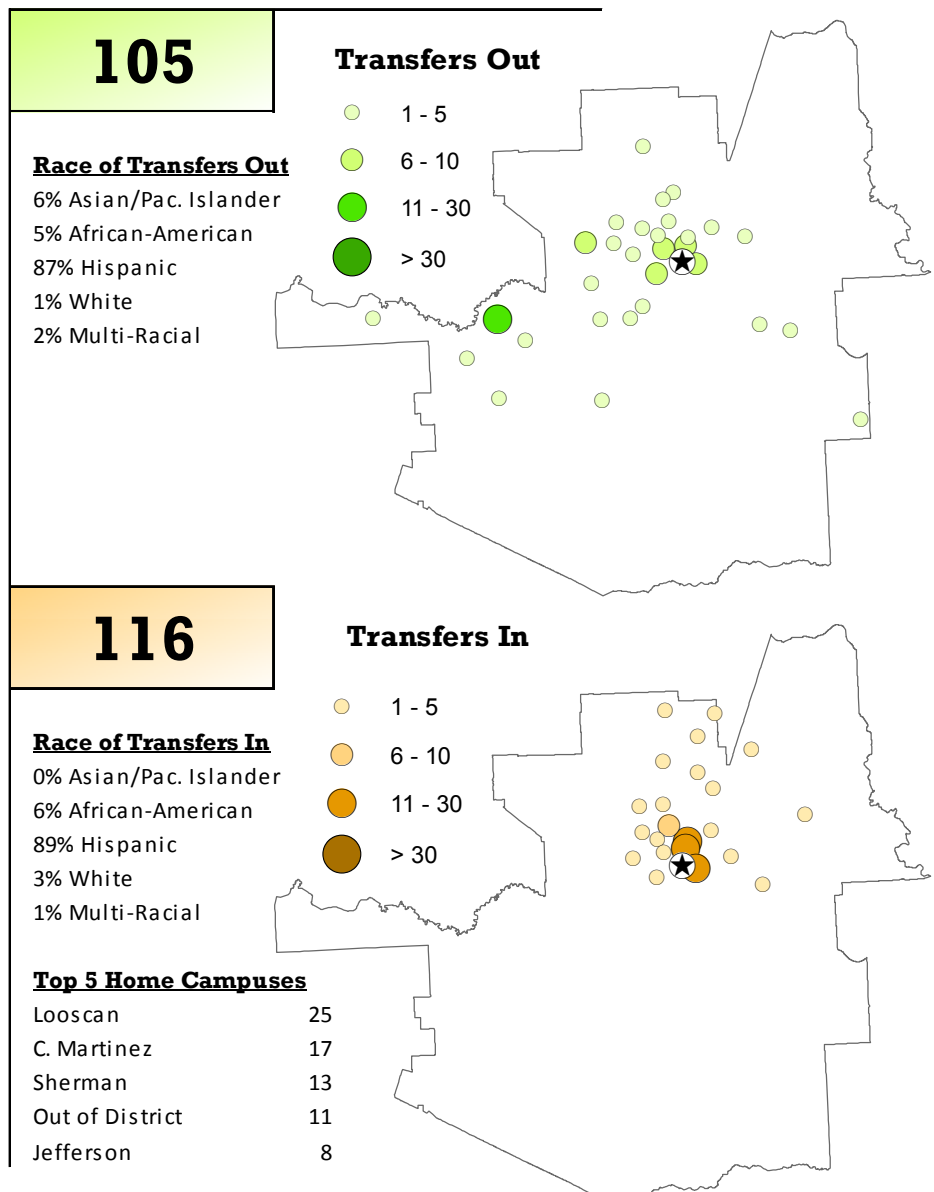 105
Transfers Out
1 - 5
6 - 10
11 - 30
> 30
Race of Transfers Out
6% Asian/Pac. Islander
5% African-American
87% Hispanic
1% White
2% Multi-Racial
116
Transfers In
1 - 5
6 - 10
11 - 30
> 30
Race of Transfers In
0% Asian/Pac. Islander
6% African-American
89% Hispanic
3% White
1% Multi-Racial
Top 5 Home Campuses
Looscan 25
C. Martinez 17
Sherman 13
Out of District 11
Jefferson 8